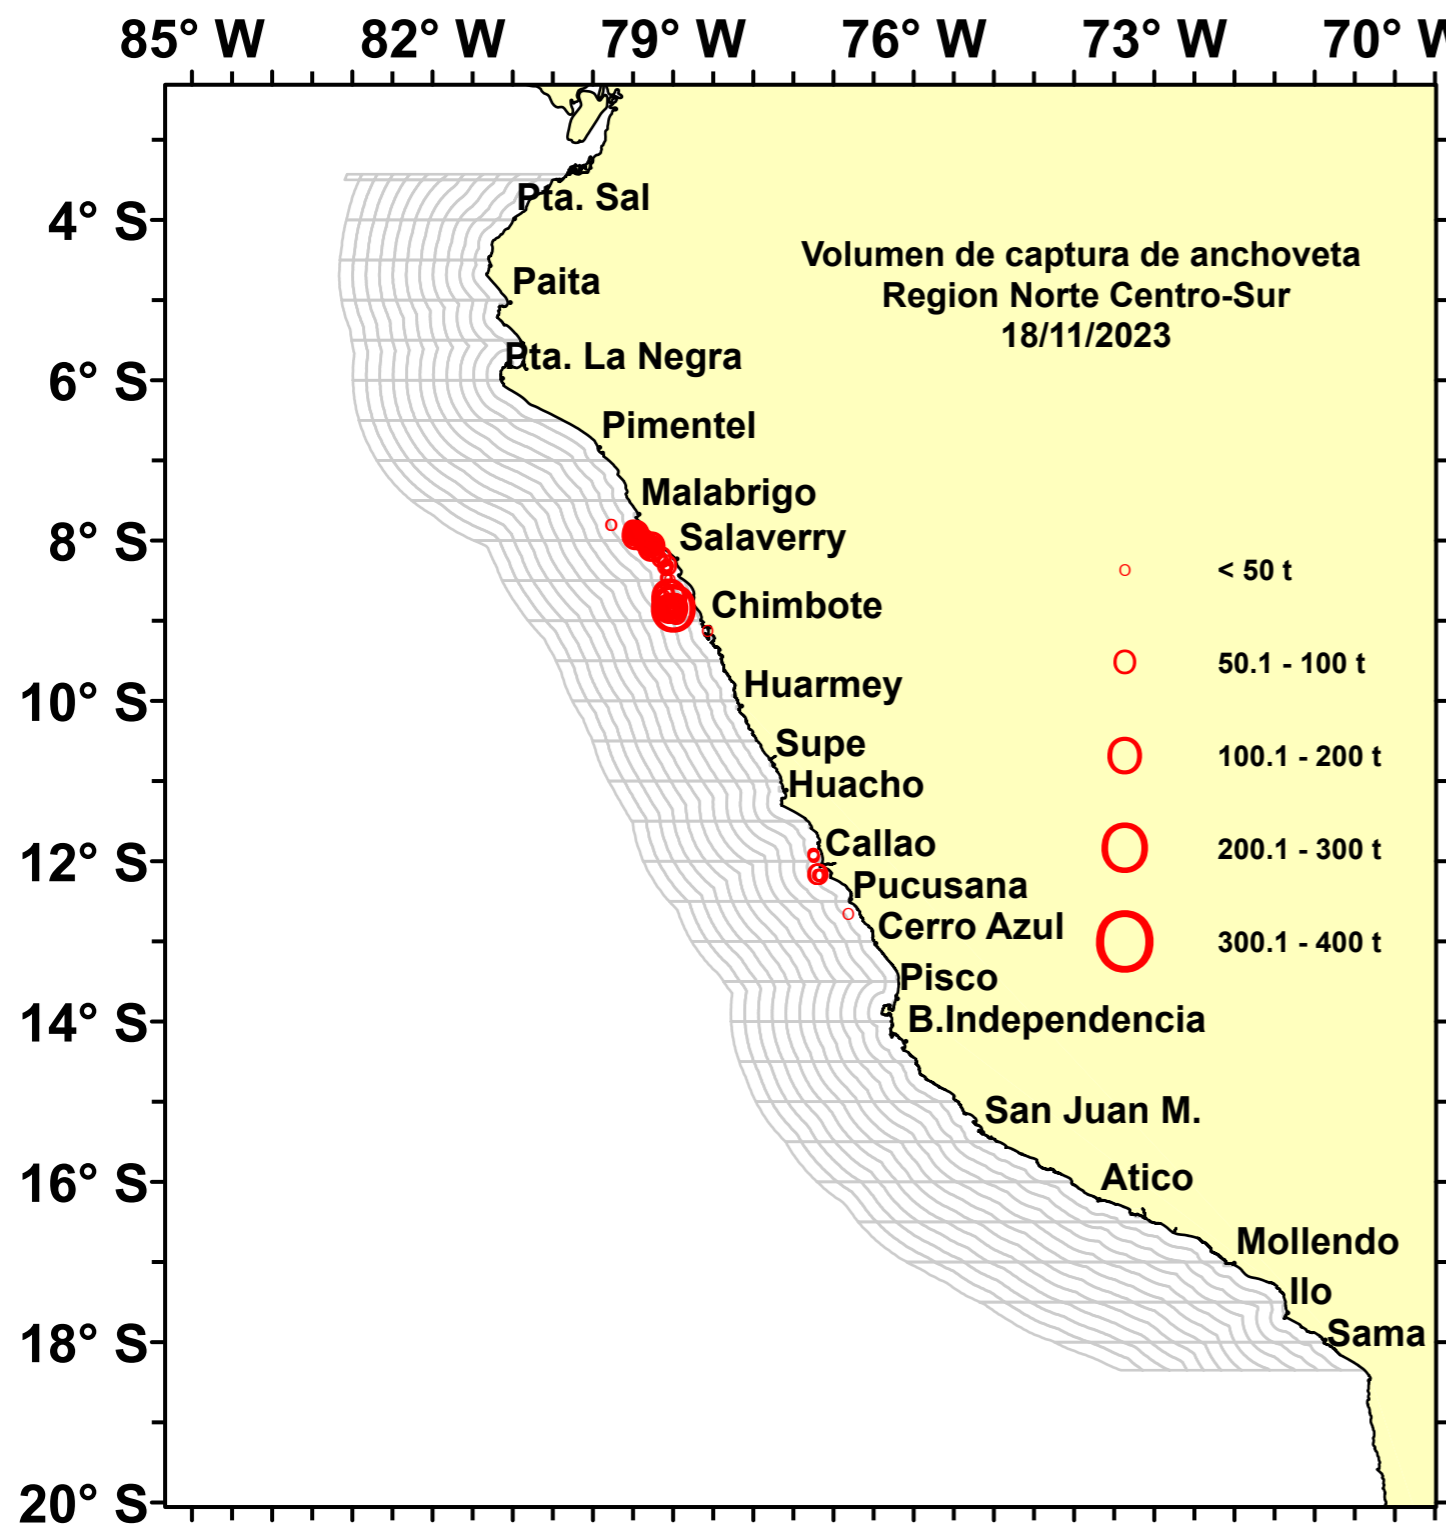 85° W 82° W 79° W 76° W 73° W 70° W
Pta. Sal
4° S
Volumen de captura de anchoveta
Paita
Region Norte Centro-Sur
18/11/2023
Pta. La Negra
6° S
Pimentel
Malabrigo
8° S
Salaverry
< 50 t
Chimbote
50.1 - 100 t
Huarmey
10° S
Supe
100.1 - 200 t
Huacho
Callao
200.1 - 300 t
12° S
Pucusana
Cerro Azul
300.1 - 400 t
Pisco
B.Independencia
14° S
San Juan M.
Atico
16° S
Mollendo
Ilo
Sama
18° S
20° S